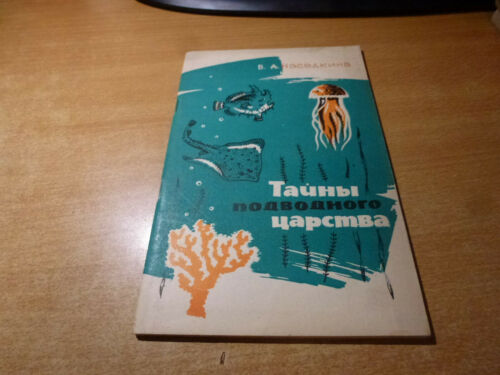 В. А. Наседкина
Тайны
подводного
царства